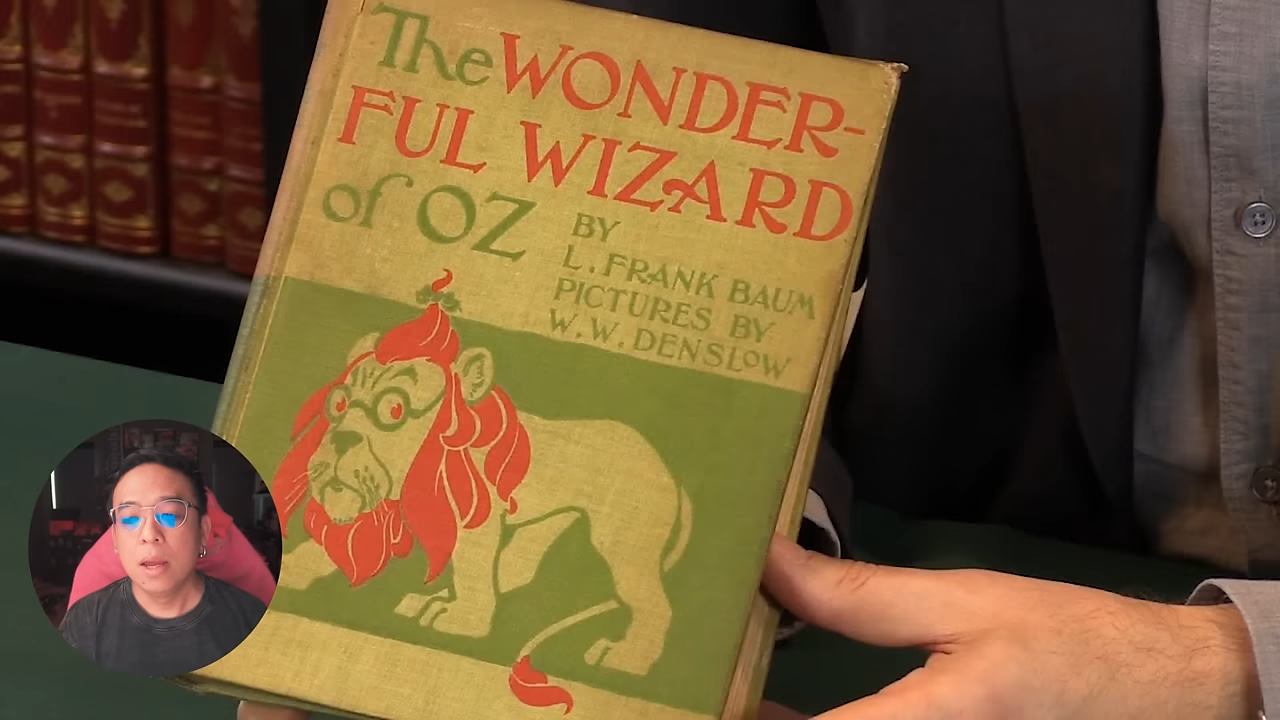 The WONDER-
FUL WIZARD
of OZ
BY
L. FRANK BAUM
PICTURES BY
W. W. DENSLOW